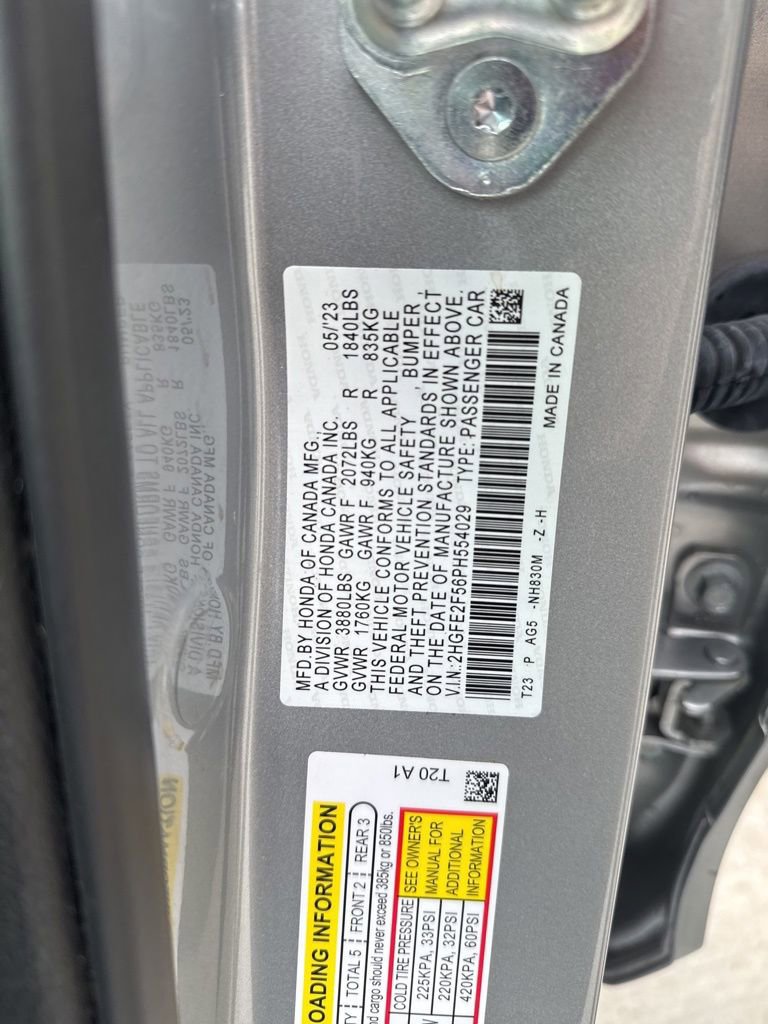 MFD.BY HONDA OF CANADA MFG.,
A DIVISION OF HONDA CANADA INC. 05/'23
GVWR 3880LBS GAWR F 2072LBS R 1840LBS
GVWR 1760KG GAWR F 940KG R 835KG
THIS VEHICLE CONFORMS TO ALL APPLICABLE
FEDERAL MOTOR VEHICLE SAFETY , BUMPER ,
AND THEFT PREVENTION STANDARDS IN EFFECT
ON THE DATE OF MANUFACTURE SHOWN ABOVE.
V.I.N.:2HGFE2F56PH554029 TYPE: PASSENGER CAR
T23 P AG5 -NH830M -Z -H
MADE IN CANADA
T20 A1
OADING INFORMATION
TOTAL 5 FRONT 2 REAR 3
cargo should never exceed 385kg or 850lbs.
COLD TIRE PRESSURE SEE OWNER'S
225KPA, 33PSI MANUAL FOR
220KPA, 32PSI ADDITIONAL
420KPA, 60PSI INFORMATION